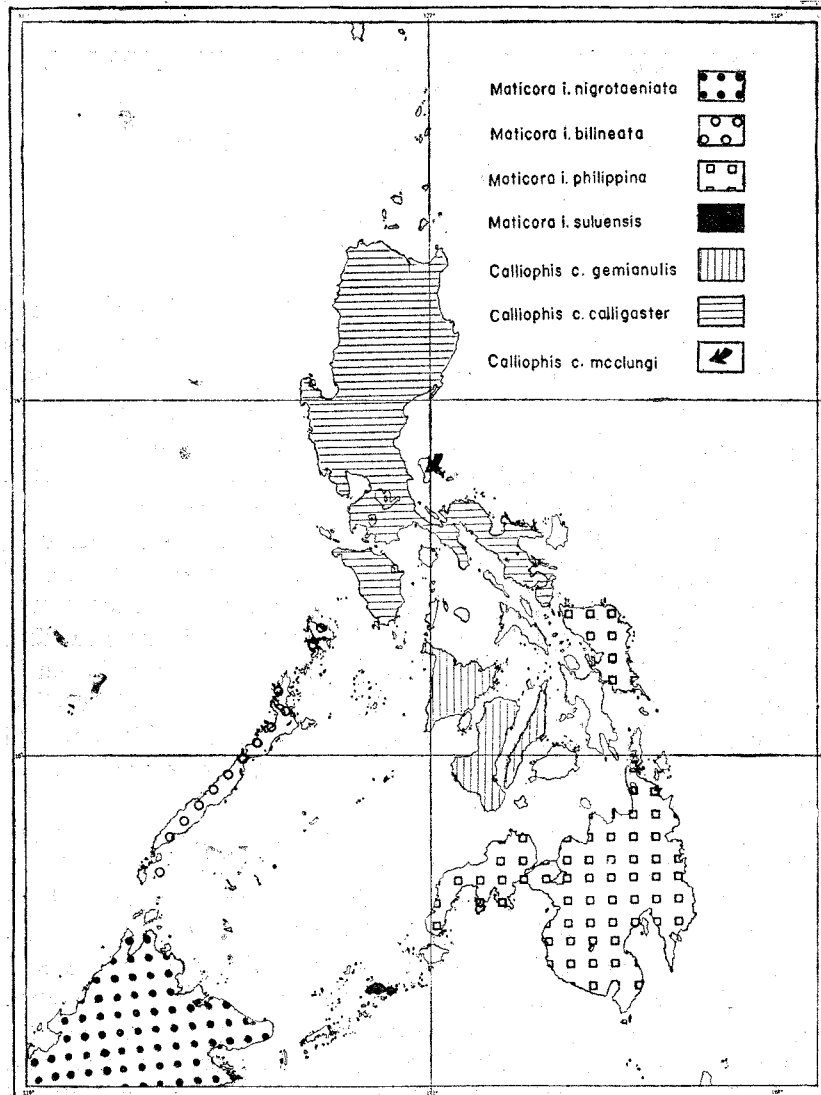 Maticora i. nigrotaeniata
Maticora i. bilineata
Maticora i. philippina
Maticora i. suluensis
Calliophis c. gemianulis
Calliophis c. calligaster
Calliophis c. mcclungi